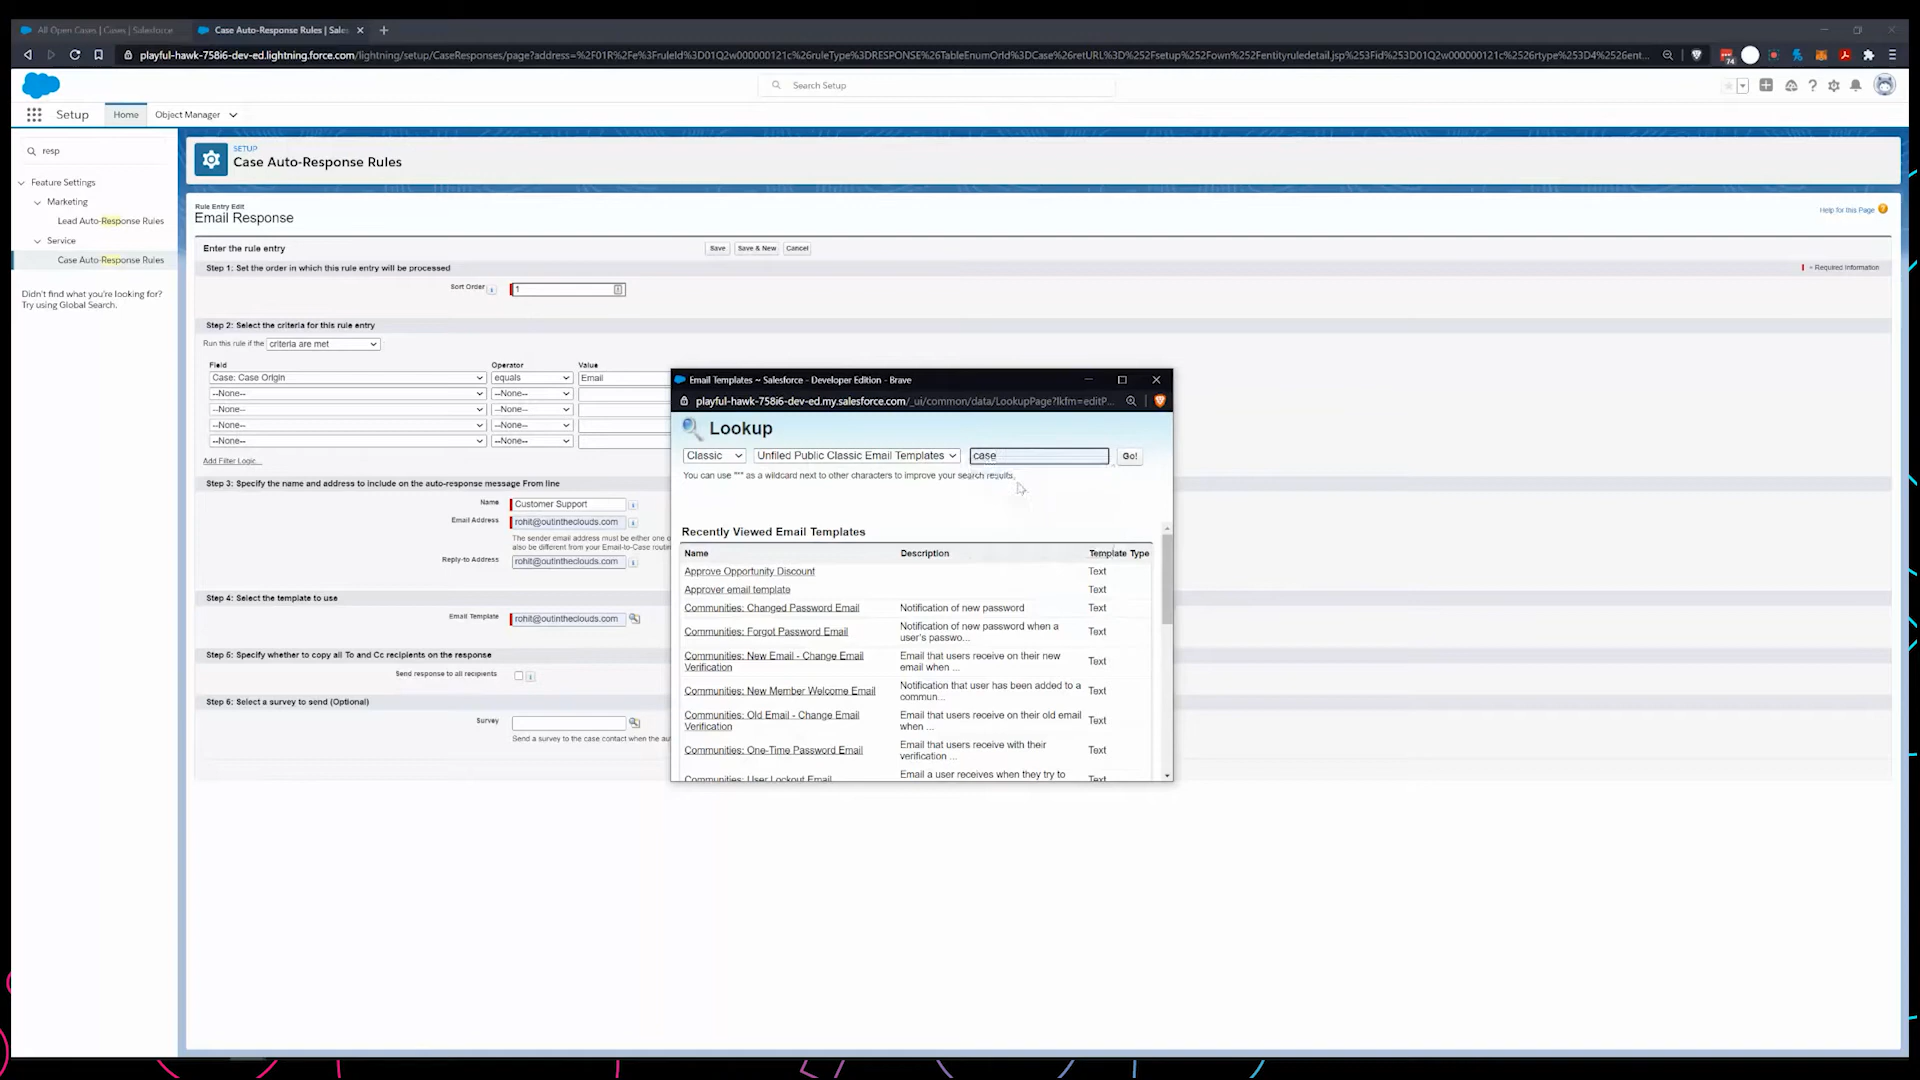 All Open Cases | Cases | Salesforce
Case Auto-Response Rules | Sales
playful-hawk-758i6-dev-ed.lightning.force.com/lightning/setup/CaseResponses/page?address=%2F01R%2Fe%3FruleId%3D01Q2w000000121c%26ruleType%3DRESPONSE%26TableEnumOrId%3DCase%26retURL%3D%252Fsetup%252Fown%252Fentityruledetail.jsp%253Fid%253D01Q2w000000121c%2526rtype%253D4%2526ent...
74
Search Setup
Setup
Home
Object Manager
resp
SETUP
Case Auto-Response Rules
Feature Settings
Marketing
Lead Auto-Response Rules
Service
Case Auto-Response Rules
Didn't find what you're looking for?
Try using Global Search.
Rule Entry Edit
Email Response
Help for this Page
Enter the rule entry
Save
Save & New
Cancel
Step 1: Set the order in which this rule entry will be processed
= Required Information
Sort Order
1
Step 2: Select the criteria for this rule entry
Run this rule if the
criteria are met
Field
Operator
Value
Case: Case Origin
equals
Email
--None--
--None--
--None--
--None--
--None--
--None--
--None--
--None--
Add Filter Logic...
Step 3: Specify the name and address to include on the auto-response message From line
Name
Customer Support
Email Address
rohit@outintheclouds.com
The sender email address must be either one o
also be different from your Email-to-Case routin
Reply-to Address
rohit@outintheclouds.com
Step 4: Select the template to use
Email Template
rohit@outintheclouds.com
Step 5: Specify whether to copy all To and Cc recipients on the response
Send response to all recipients
Step 6: Select a survey to send (Optional)
Survey
Send a survey to the case contact when the au
Email Templates ~ Salesforce - Developer Edition - Brave
playful-hawk-758i6-dev-ed.my.salesforce.com/_ui/common/data/LookupPage?lkfm=editP...
Lookup
Classic
Unfiled Public Classic Email Templates
case
Go!
You can use "*" as a wildcard next to other characters to improve your search results.
Recently Viewed Email Templates
Name
Description
Template Type
Approve Opportunity Discount
Text
Approver email template
Text
Communities: Changed Password Email
Notification of new password
Text
Communities: Forgot Password Email
Notification of new password when a
user's passwo...
Text
Communities: New Email - Change Email
Verification
Email that users receive on their new
email when ...
Text
Communities: New Member Welcome Email
Notification that user has been added to a
commun...
Text
Communities: Old Email - Change Email
Verification
Email that users receive on their old email
when ...
Text
Communities: One-Time Password Email
Email that users receive with their
verification ...
Text
Communities: User Lockout Email
Email a user receives when they try to
Text